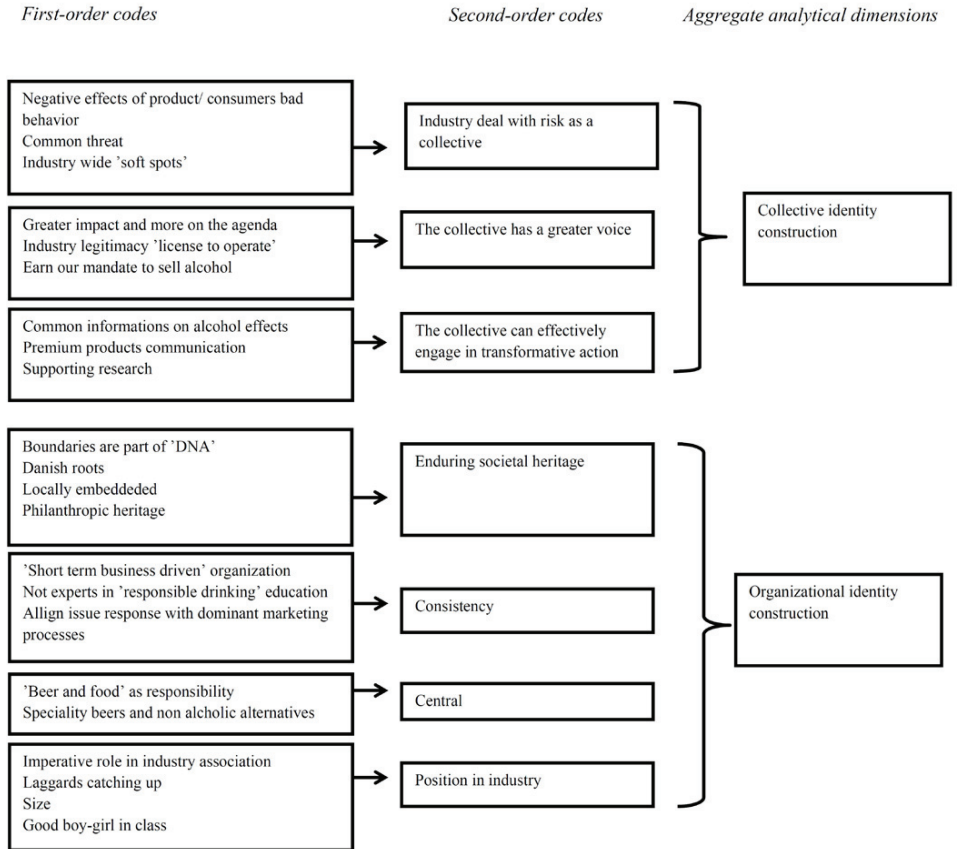 First-order codes
Second-order codes
Aggregate analytical dimensions
Negative effects of product/ consumers bad
behavior
Common threat
Industry wide ’soft spots’
Industry deal with risk as a
collective
Greater impact and more on the agenda
Industry legitimacy ’license to operate’
Earn our mandate to sell alcohol
The collective has a greater voice
Common informations on alcohol effects
Premium products communication
Supporting research
The collective can effectively
engage in transformative action
Collective identity
construction
Boundaries are part of ’DNA’
Danish roots
Locally embeddeded
Philanthropic heritage
Enduring societal heritage
’Short term business driven’ organization
Not experts in ’responsible drinking’ education
Allign issue response with dominant marketing
processes
Consistency
’Beer and food’ as responsibility
Speciality beers and non alcholic alternatives
Central
Imperative role in industry association
Laggards catching up
Size
Good boy-girl in class
Position in industry
Organizational identity
construction